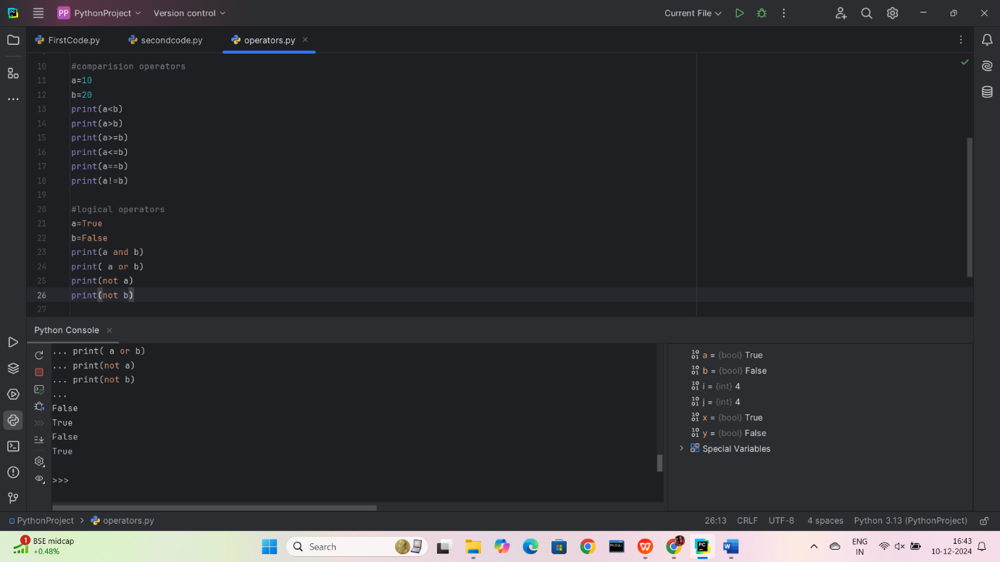 PP PythonProject Version control Current File
FirstCode.py secondcode.py operators.py
10 #comparision operators
11 a=10
12 b=20
13 print(a<b)
14 print(a>b)
15 print(a>=b)
16 print(a<=b)
17 print(a==b)
18 print(a!=b)
19
20 #logical operators
21 a=True
22 b=False
23 print(a and b)
24 print( a or b)
25 print(not a)
26 print(not b)
27
Python Console
... print( a or b)
... print(not a)
... print(not b)
...
False
True
False
True
>>>
a = {bool} True
b = {bool} False
i = {int} 4
j = {int} 4
x = {bool} True
y = {bool} False
Special Variables
PythonProject > operators.py 26:13 CRLF UTF-8 4 spaces Python 3.13 (PythonProject)
1 BSE midcap
+0.48%
Search
ENG
IN
16:43
10-12-2024